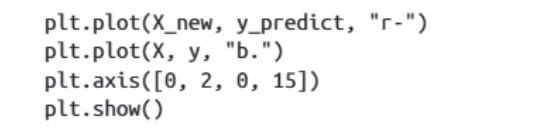 plt.plot(X_new, y_predict, "r-")
plt.plot(X, y, "b.")
plt.axis([0, 2, 0, 15])
plt.show()